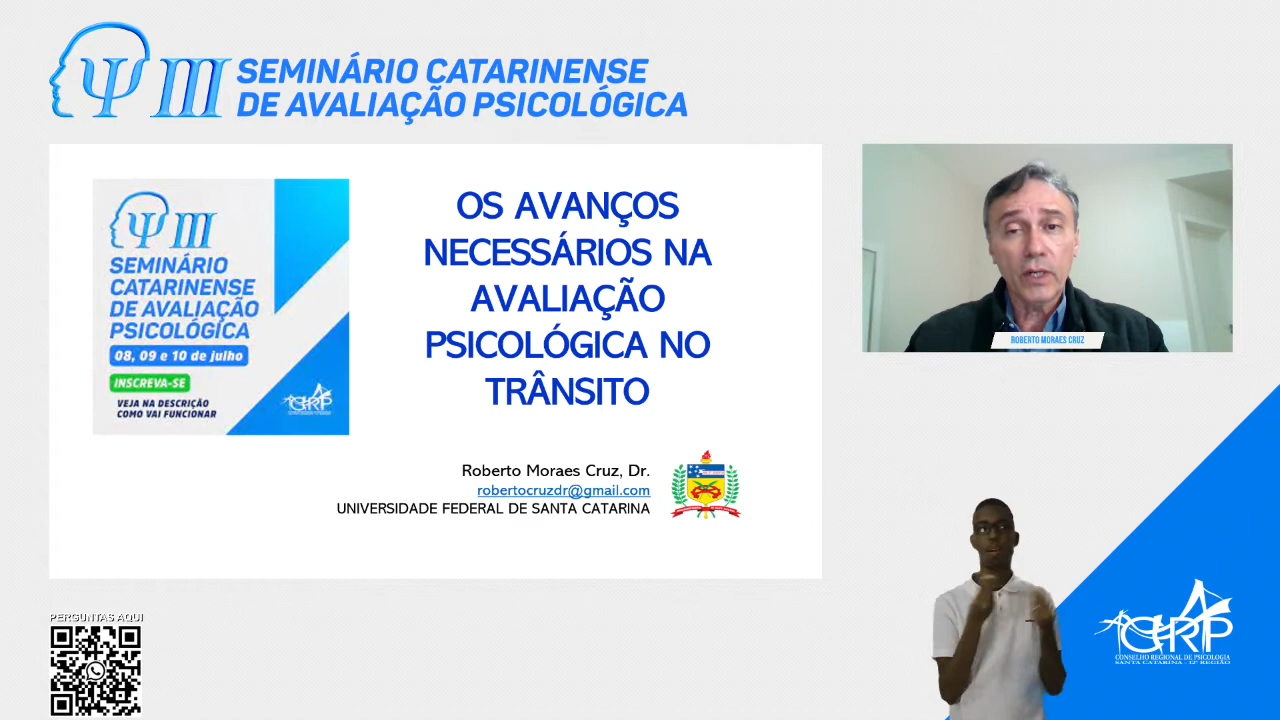 Ψ III SEMINÁRIO CATARINENSE
DE AVALIAÇÃO PSICOLÓGICA
Ψ III
SEMINÁRIO
CATARINENSE
DE AVALIAÇÃO
PSICOLÓGICA
08, 09 e 10 de julho
INSCREVA-SE
VEJA NA DESCRIÇÃO
COMO VAI FUNCIONAR
CRP
OS AVANÇOS
NECESSÁRIOS NA
AVALIAÇÃO
PSICOLÓGICA NO
TRÂNSITO
Roberto Moraes Cruz, Dr.
robertocruzdr@gmail.com
UNIVERSIDADE FEDERAL DE SANTA CATARINA
ROBERTO MORAES CRUZ
PERGUNTAS AQUI
CRP
CONSELHO REGIONAL DE PSICOLOGIA
SANTA CATARINA - 12ª REGIÃO